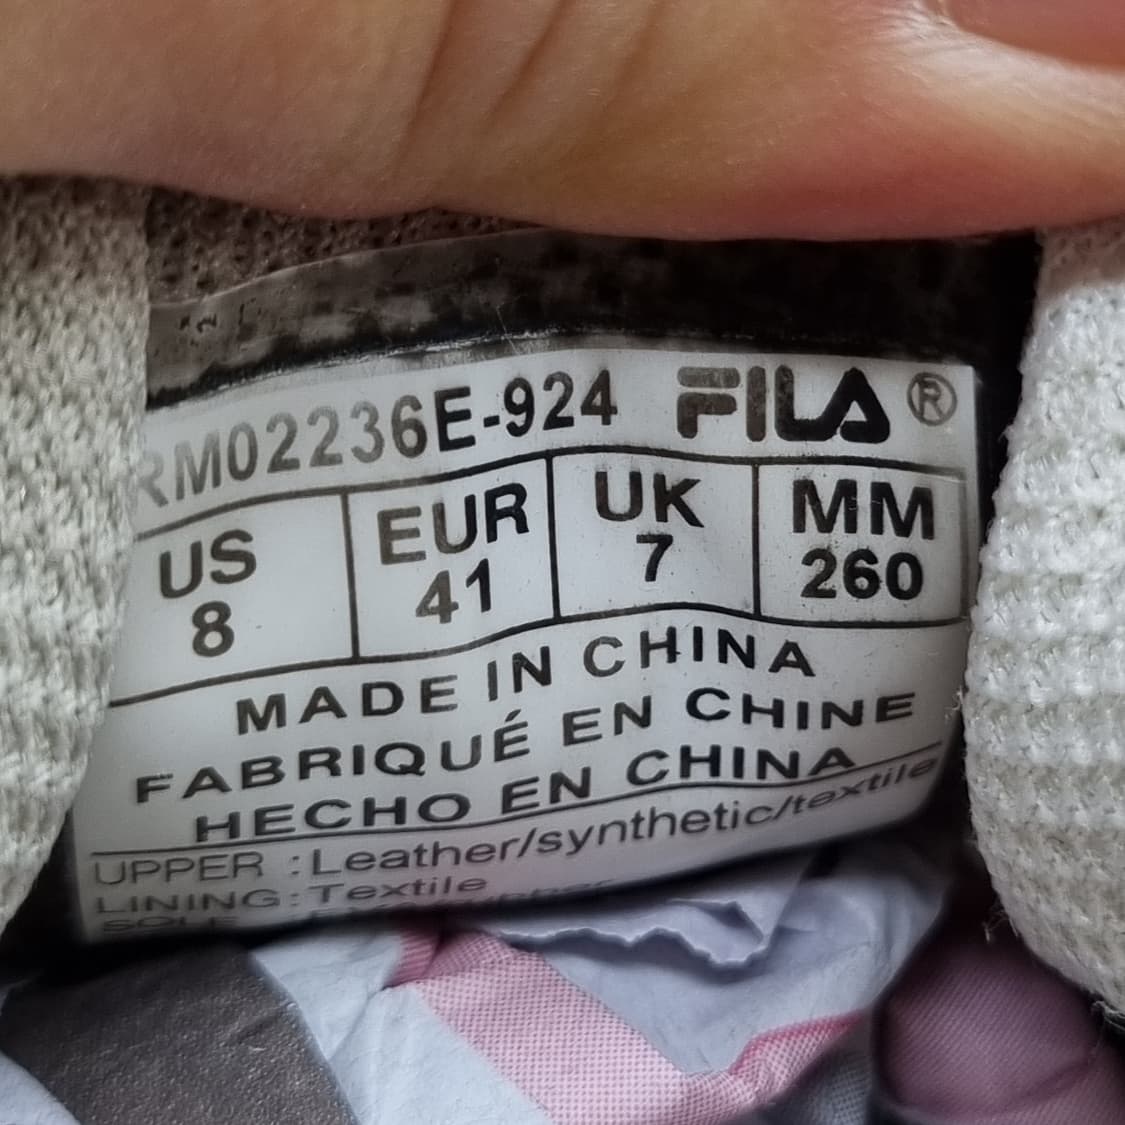 RM02236E-924 FILA®
US EUR UK MM
8 41 7 260
MADE IN CHINA
FABRIQUÉ EN CHINE
HECHO EN CHINA
UPPER :Leather/synthetic/textile
LINING:Textile
SOLE